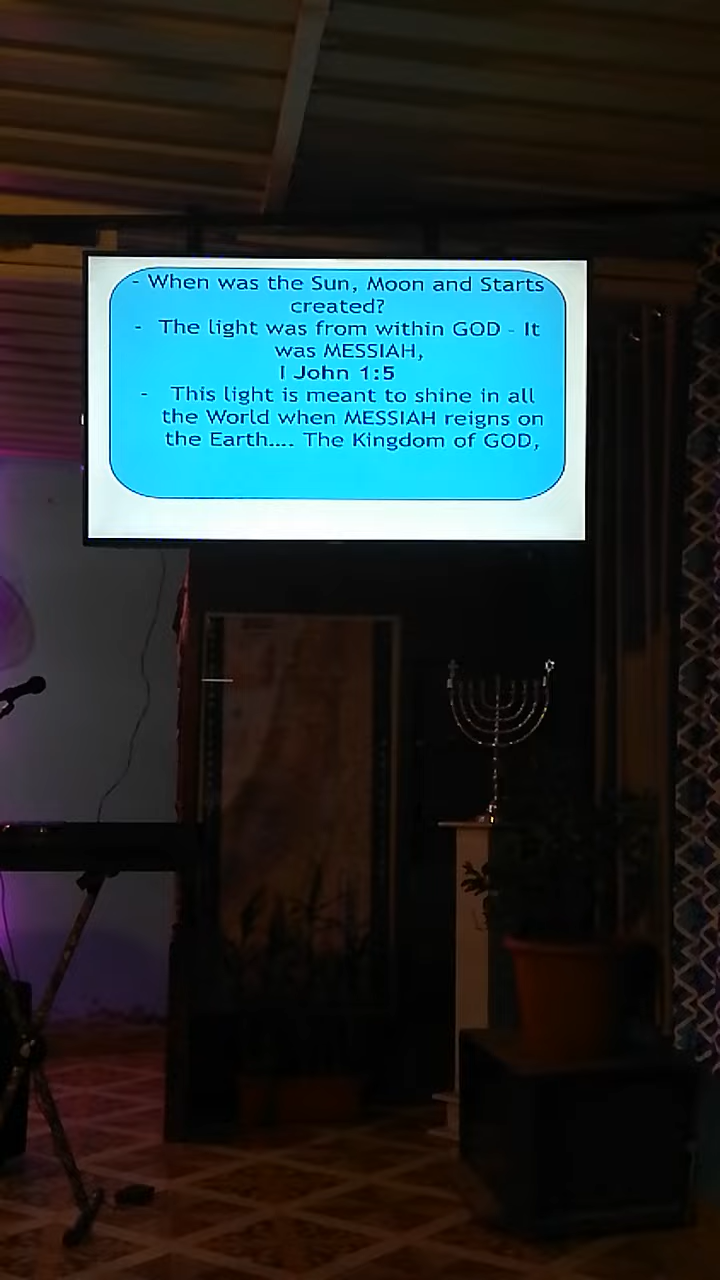 - When was the Sun, Moon and Starts
created?
- The light was from within GOD - It
was MESSIAH,
I John 1:5
- This light is meant to shine in all
the World when MESSIAH reigns on
the Earth.... The Kingdom of GOD,